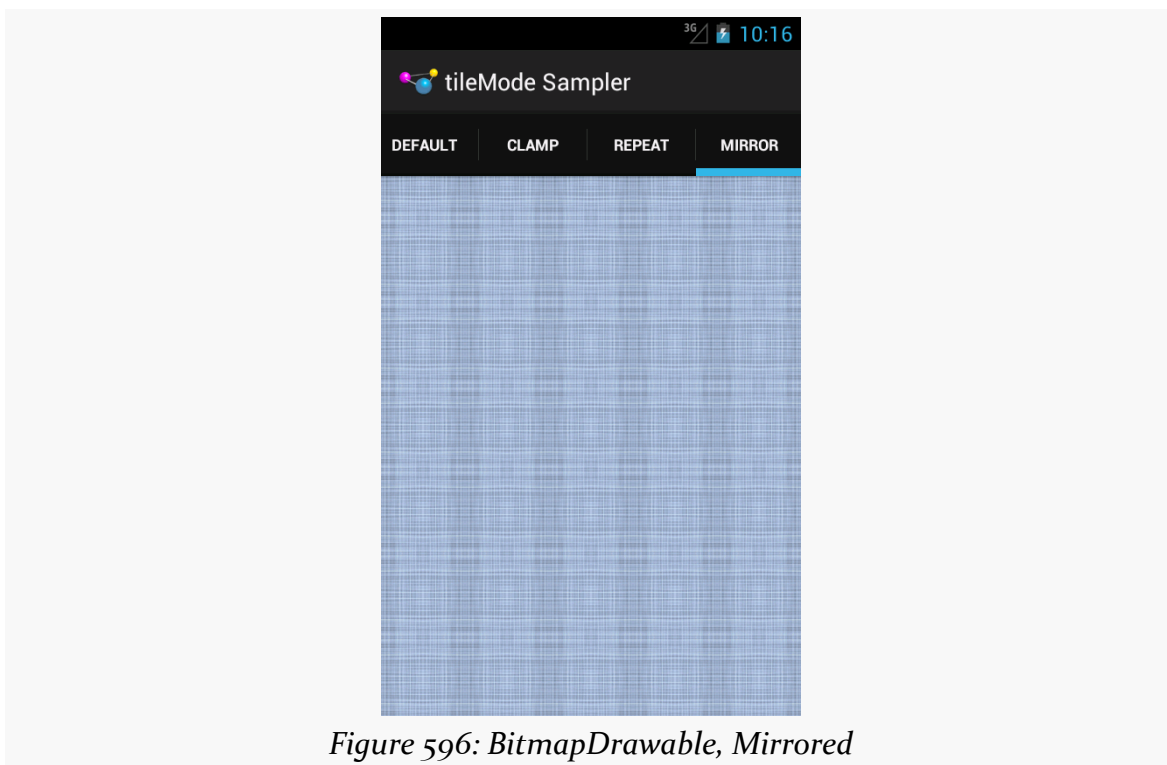 3G 10:16
tileMode Sampler
DEFAULT CLAMP REPEAT MIRROR
Figure 596: BitmapDrawable, Mirrored